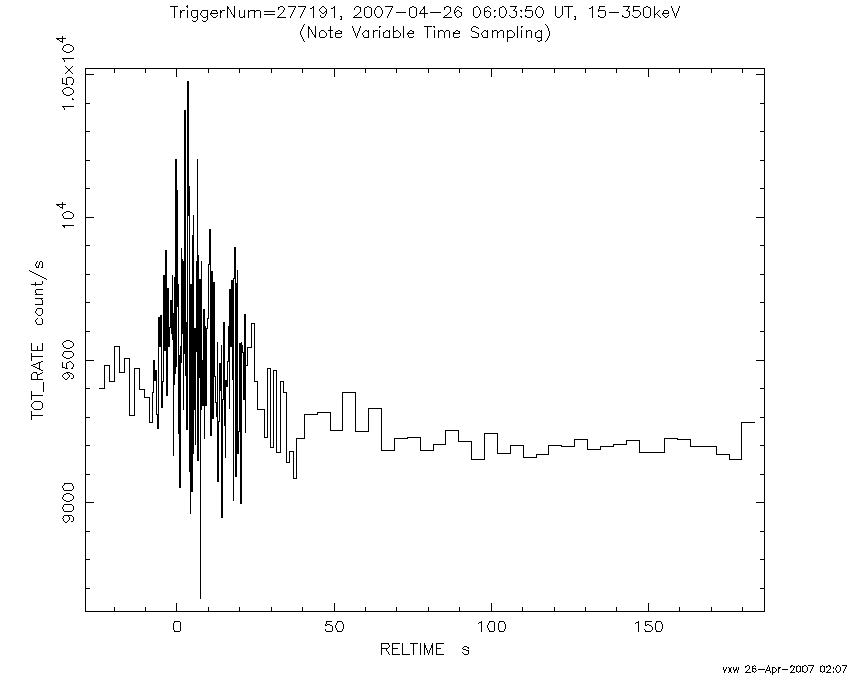 TriggerNum=277191, 2007-04-26 06:03:50 UT, 15-350keV
(Note Variable Time Sampling)
1.05×10⁴
10⁴
9500
9000
TOT_RATE count/s
0 50 100 150
RELTIME s
vxw 26-Apr-2007 02:07